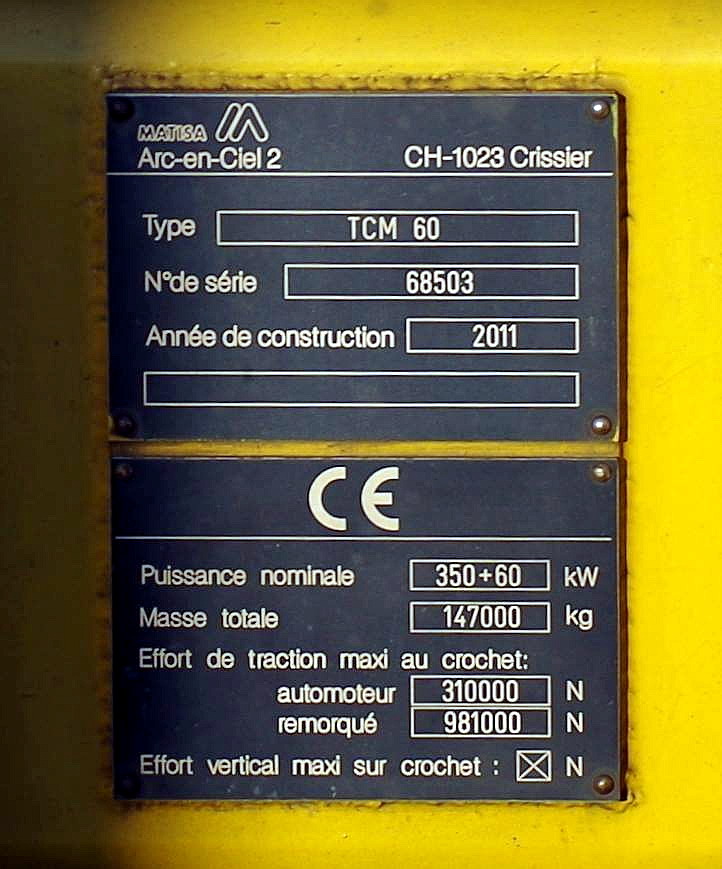 MATISA
Arc-en-Ciel 2 CH-1023 Crissier
Type TCM 60
N°de série 68503
Année de construction 2011
CE
Puissance nominale 350+60 kW
Masse totale 147000 kg
Effort de traction maxi au crochet:
automoteur 310000 N
remorqué 981000 N
Effort vertical maxi sur crochet : N